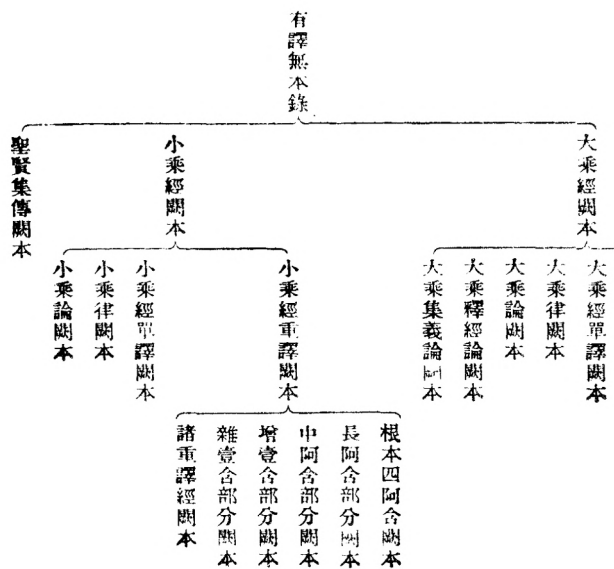 有譯無本錄
大乘經闕本
大乘經單譯闕本
大乘律闕本
大乘論闕本
大乘釋經論闕本
大乘集義論闕本
小乘經闕本
小乘經重譯闕本
根本四阿含闕本
長阿含部分闕本
中阿含部分闕本
增壹含部分闕本
雜壹含部分闕本
諸重譯經闕本
小乘經單譯闕本
小乘律闕本
小乘論闕本
聖賢集傳闕本